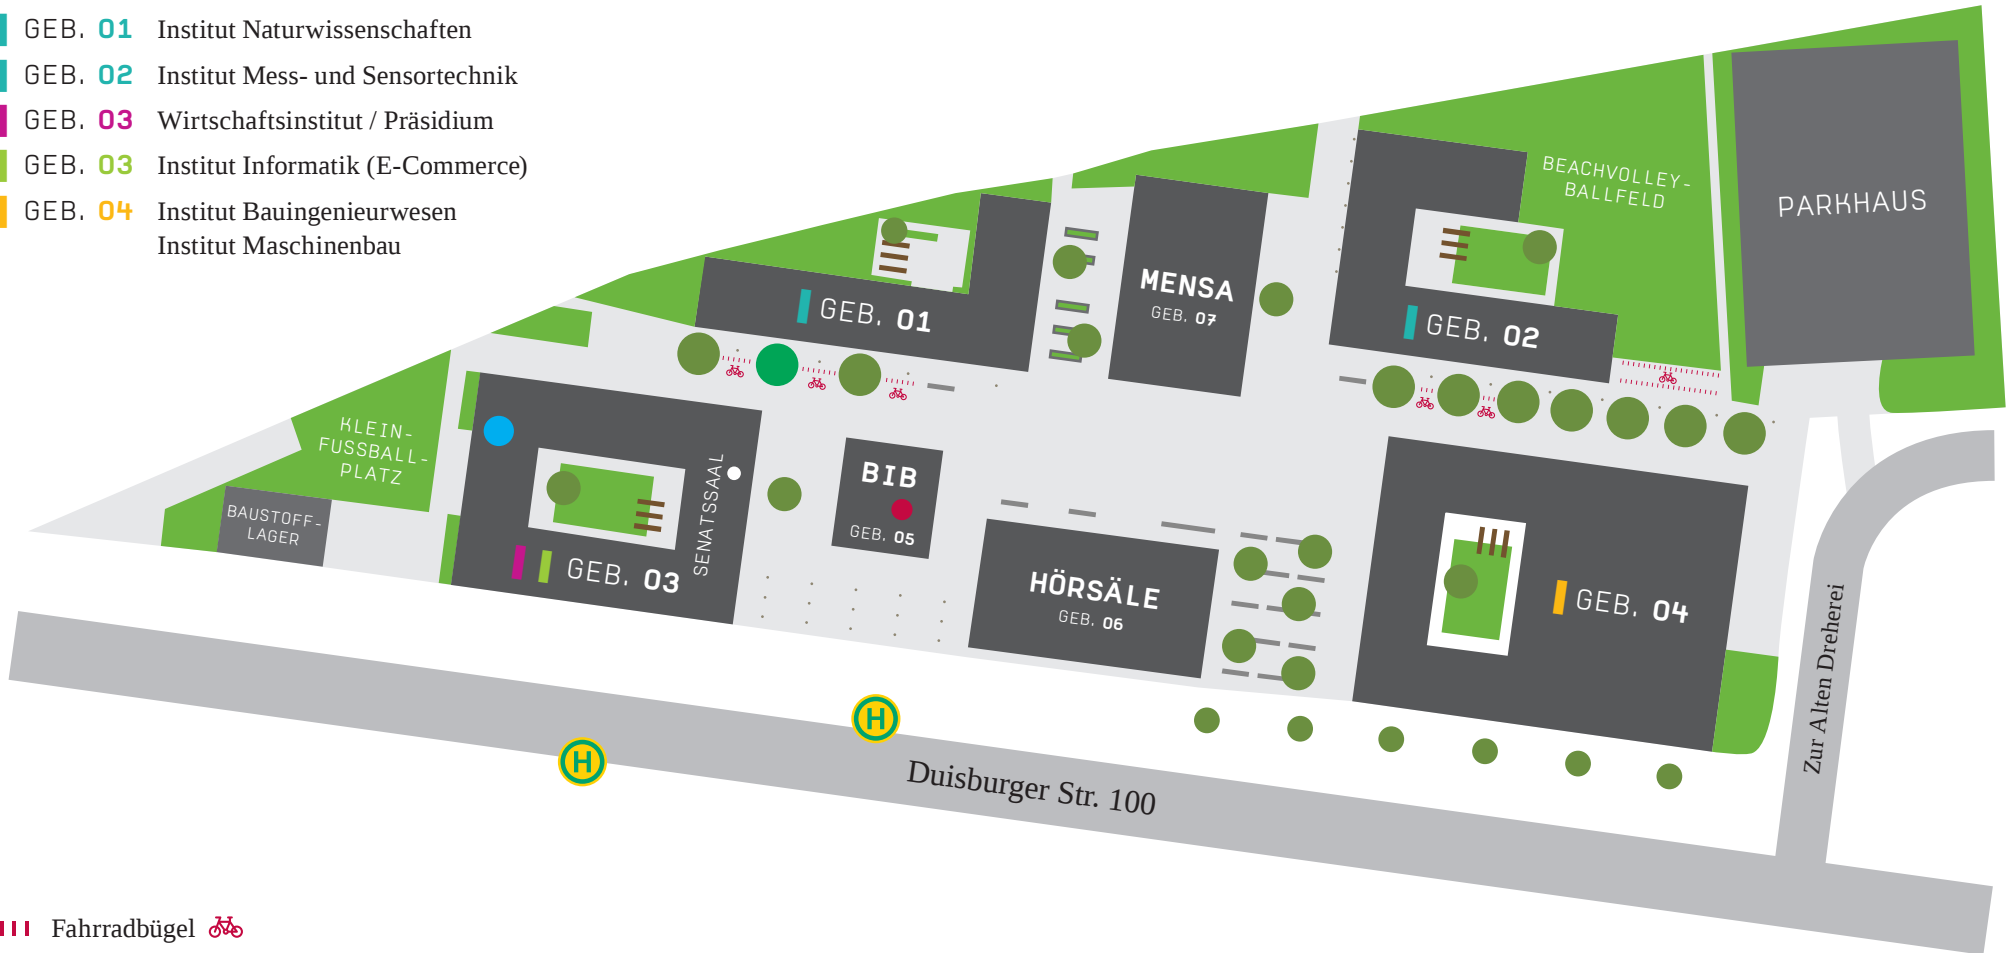 GEB. 01 Institut Naturwissenschaften
GEB. 02 Institut Mess- und Sensortechnik
GEB. 03 Wirtschaftsinstitut / Präsidium
GEB. 03 Institut Informatik (E-Commerce)
GEB. 04 Institut Bauingenieurwesen
Institut Maschinenbau
BEACHVOLLEY-
BALLFELD
PARKHAUS
MENSA
GEB. 07
GEB. 01
GEB. 02
KLEIN-
FUSSBALL-
PLATZ
BAUSTOFF-
LAGER
SENATSSAAL
GEB. 03
BIB
GEB. 05
HÖRSÄLE
GEB. 06
GEB. 04
Zur Alten Dreherei
H
H
Duisburger Str. 100
Fahrradbügel